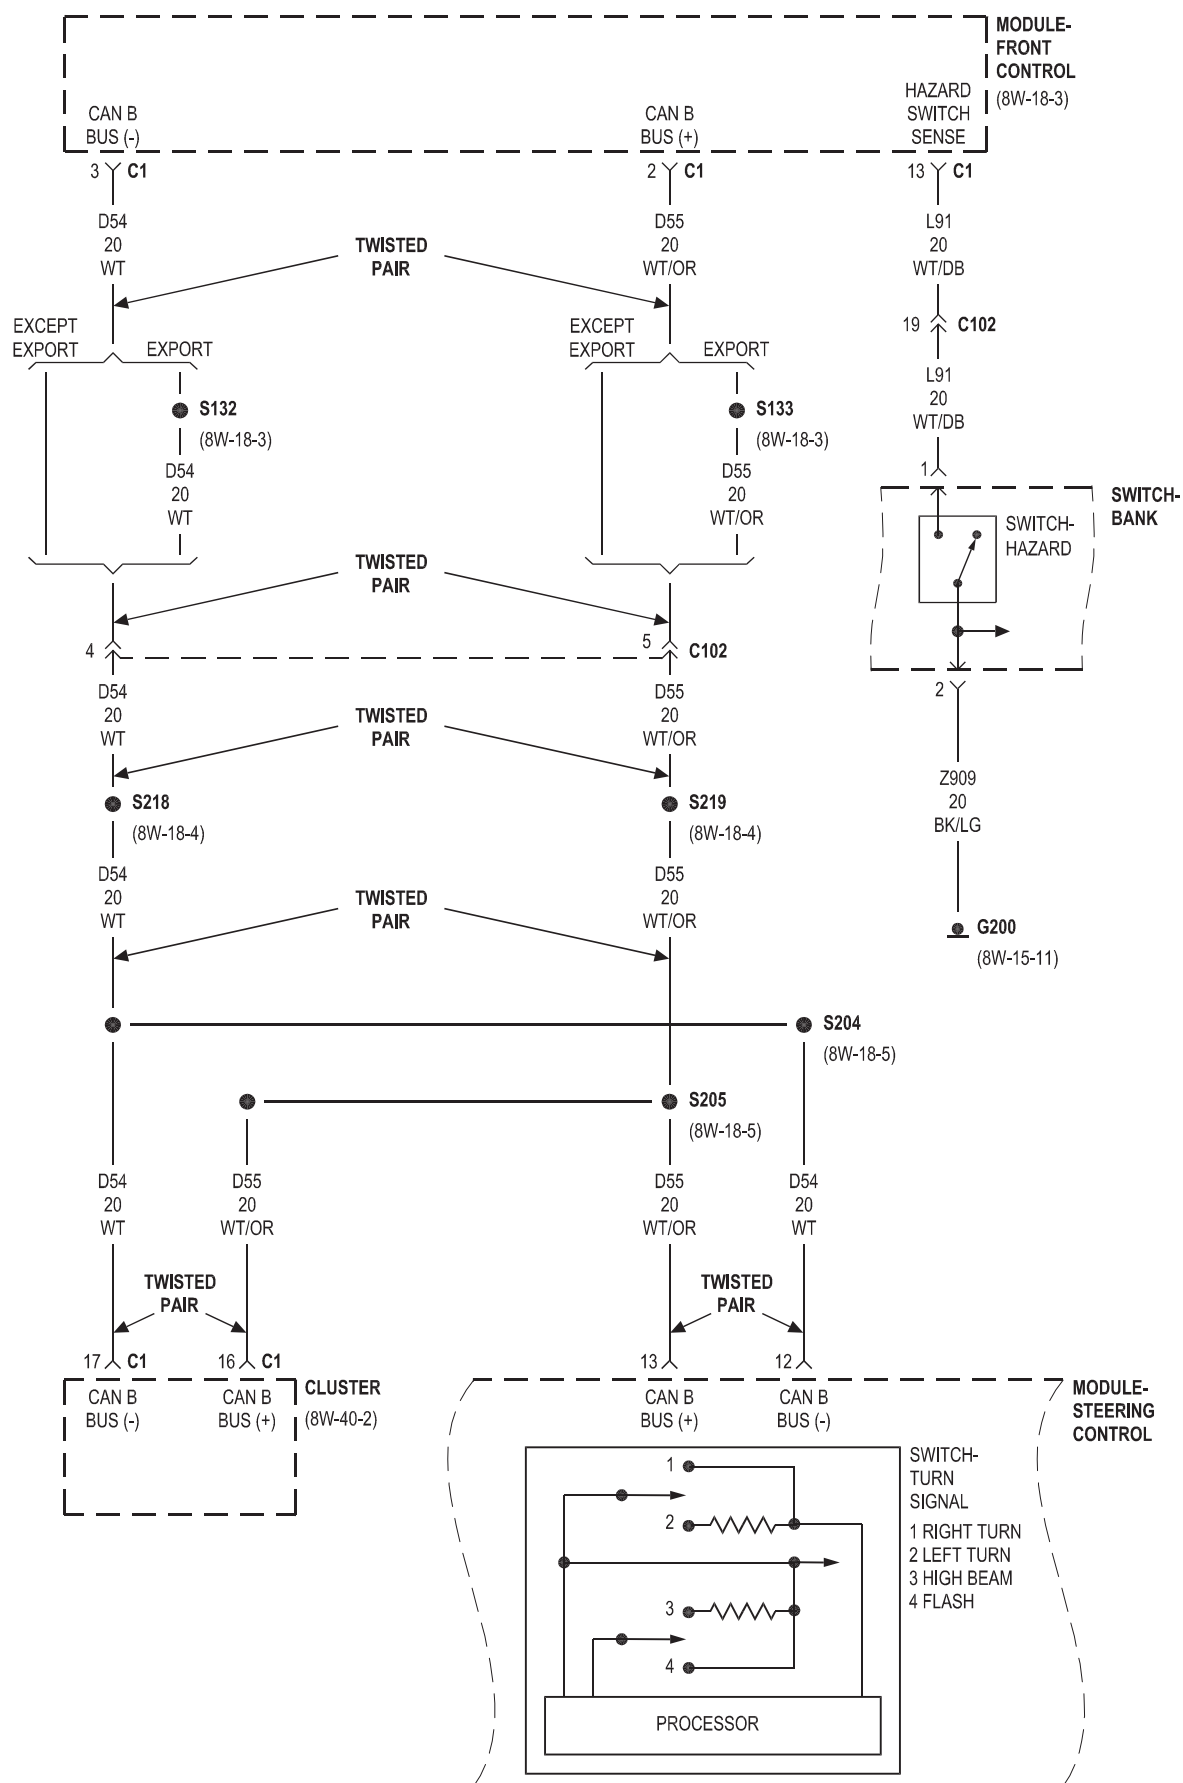 MODULE-
FRONT
CONTROL
(8W-18-3)
CAN B
BUS (-)
CAN B
BUS (+)
HAZARD
SWITCH
SENSE
3 C1
2 C1
13 C1
D54
20
WT
TWISTED
PAIR
D55
20
WT/OR
L91
20
WT/DB
19 C102
EXCEPT
EXPORT
EXPORT
EXCEPT
EXPORT
EXPORT
S132
(8W-18-3)
S133
(8W-18-3)
L91
20
WT/DB
D54
20
WT
D55
20
WT/OR
1
SWITCH-
BANK
SWITCH-
HAZARD
TWISTED
PAIR
4
5 C102
2
D54
20
WT
TWISTED
PAIR
D55
20
WT/OR
S218
(8W-18-4)
S219
(8W-18-4)
Z909
20
BK/LG
D54
20
WT
TWISTED
PAIR
D55
20
WT/OR
G200
(8W-15-11)
S204
(8W-18-5)
S205
(8W-18-5)
D54
20
WT
D55
20
WT/OR
D55
20
WT/OR
D54
20
WT
TWISTED
PAIR
TWISTED
PAIR
17 C1
16 C1
13
12
CAN B
BUS (-)
CAN B
BUS (+)
CLUSTER
(8W-40-2)
CAN B
BUS (+)
CAN B
BUS (-)
MODULE-
STEERING
CONTROL
SWITCH-
TURN
SIGNAL
1 RIGHT TURN
2 LEFT TURN
3 HIGH BEAM
4 FLASH
1
2
3
4
PROCESSOR